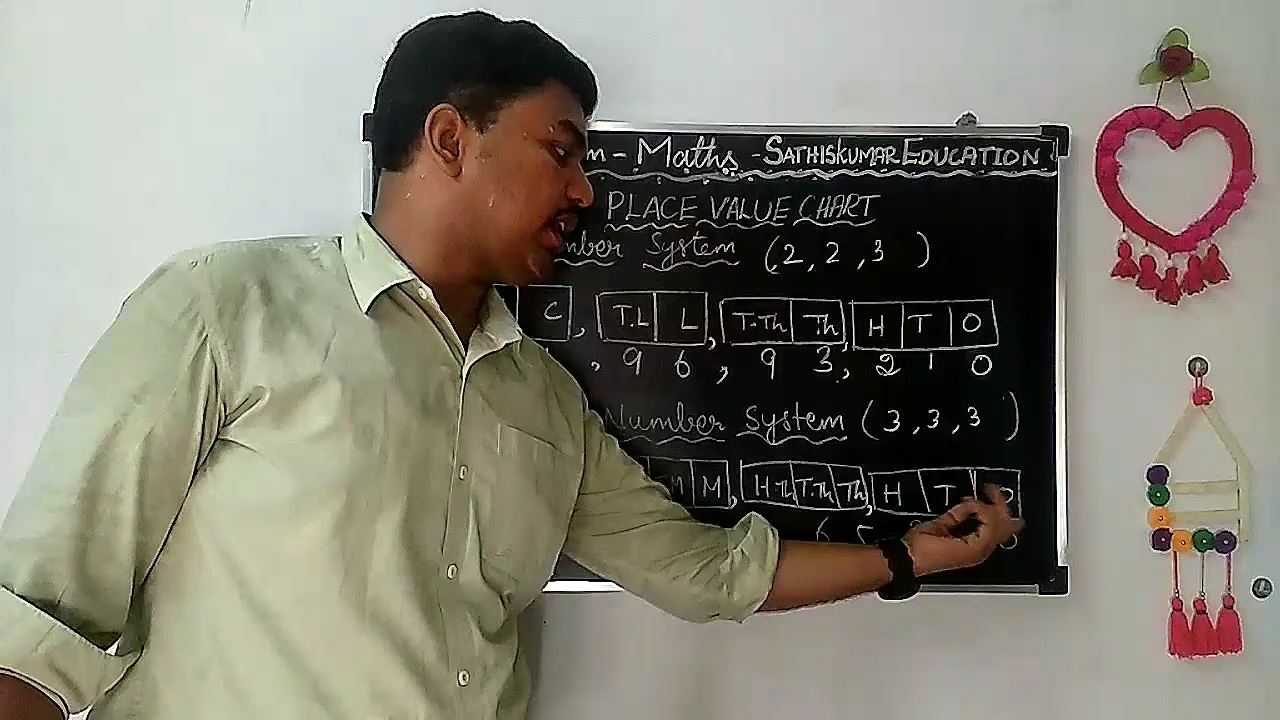 - Maths - SATHISKUMAR EDUCATION
PLACE VALUE CHART
System (2, 2, 3 )
C , T.L L , T.Th Th , H T O
, 9 6 , 9 3, 2 1 0
Number System (3, 3, 3 )
M , H.Th T.Th Th , H T